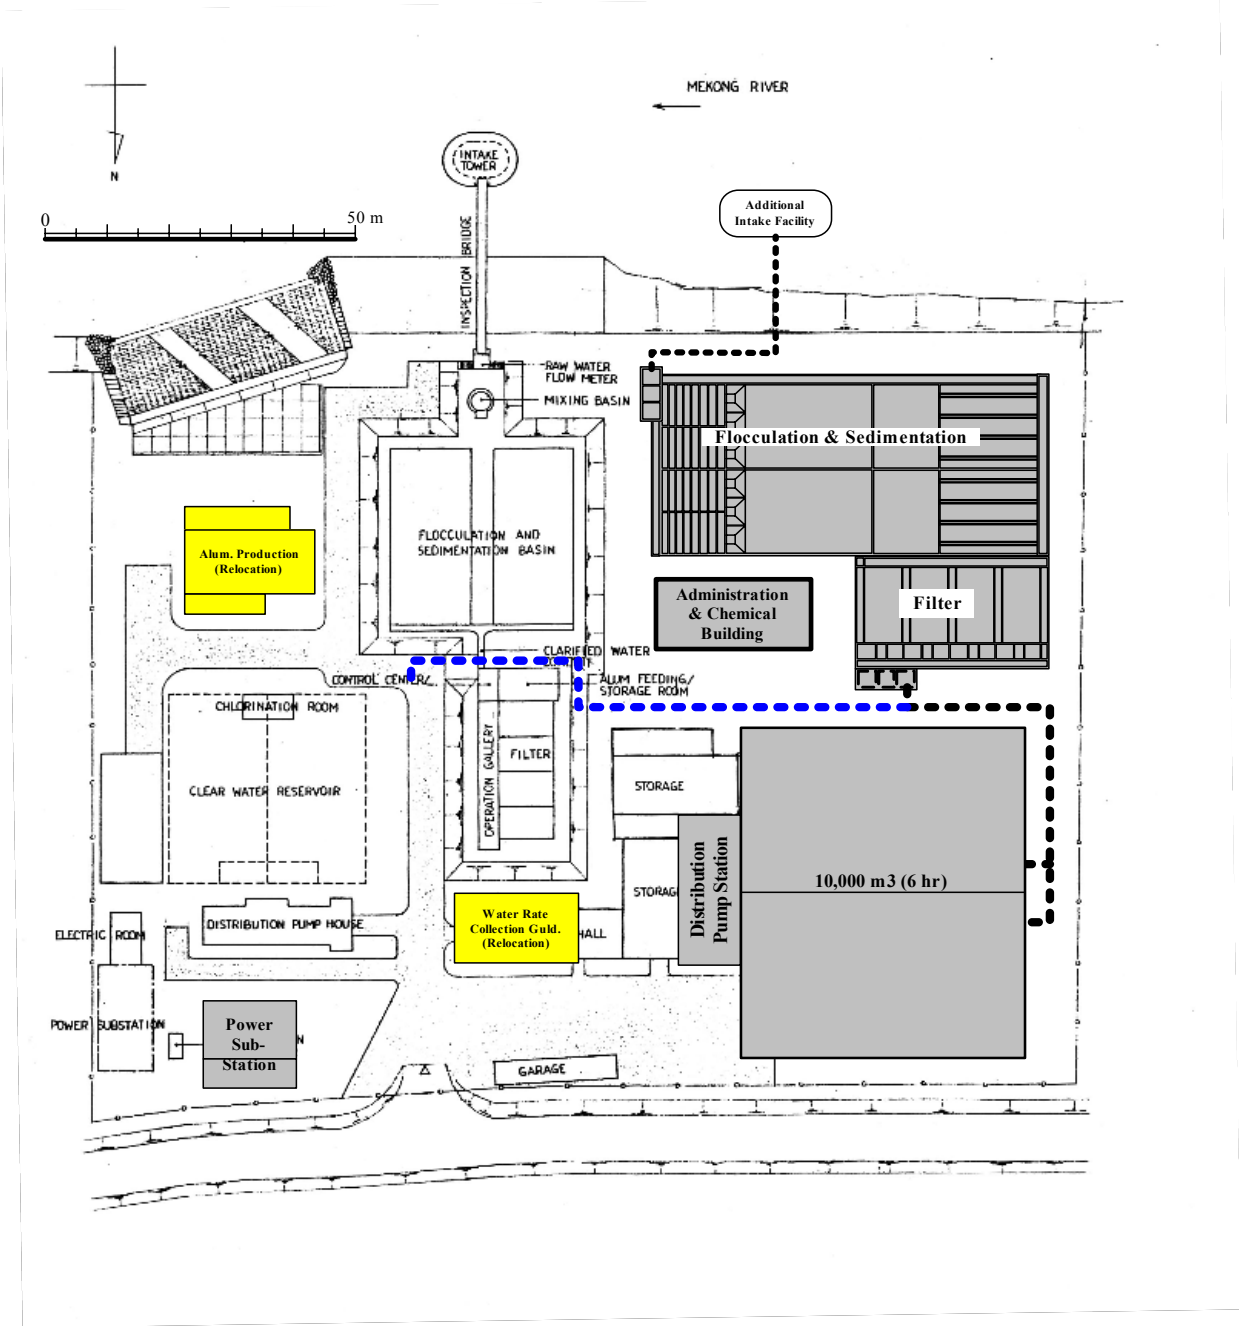 MEKONG RIVER
N
INTAKE
TOWER
0
50 m
Additional
Intake Facility
INSPECTION BRIDGE
RAW WATER
FLOW METER
MIXING BASIN
Flocculation & Sedimentation
FLOCCULATION AND
SEDIMENTATION BASIN
Alum. Production
(Relocation)
Administration
& Chemical
Building
Filter
CLARIFIED WATER
CONTROL CENTER
ALUM FEEDING/
STORAGE ROOM
CHLORINATION ROOM
OPERATION GALLERY
FILTER
CLEAR WATER RESERVOIR
STORAGE
Distribution
Pump Station
10,000 m3 (6 hr)
STORAG
Water Rate
Collection Guld.
(Relocation)
HALL
DISTRIBUTION PUMP HOUSE
ELECTRIC ROOM
POWER SUBSTATION
Power
Sub-
Station
N
GARAGE